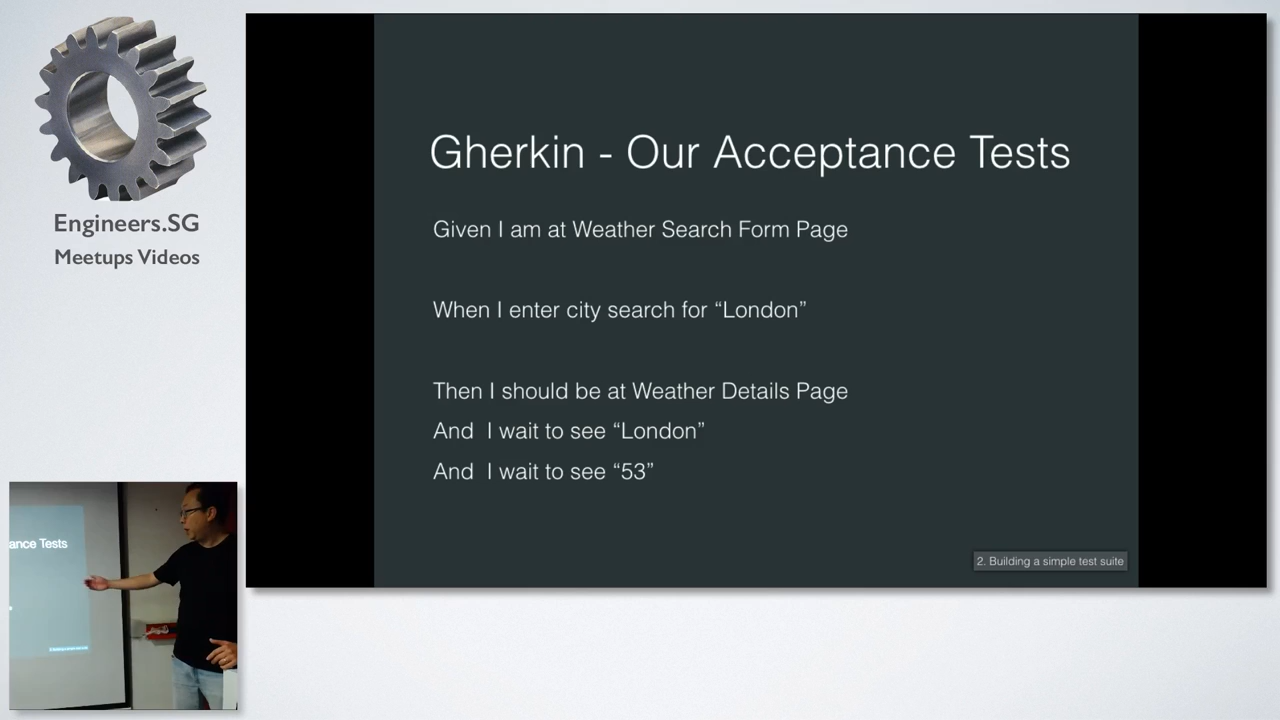 Engineers.SG
Meetups Videos
Gherkin - Our Acceptance Tests
Given I am at Weather Search Form Page
When I enter city search for “London”
Then I should be at Weather Details Page
And I wait to see “London”
And I wait to see “53”
2. Building a simple test suite
ance Tests